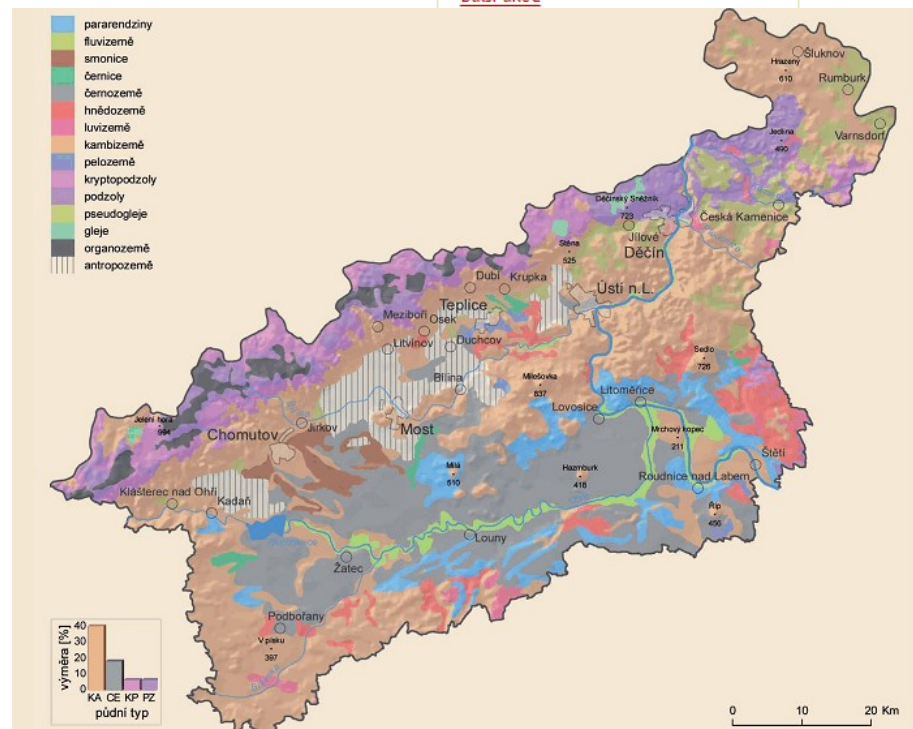 pararendziny
fluvizemě
smonice
černice
černozemě
hnědozemě
luvizemě
kambizemě
pelozemě
kryptopodzoly
podzoly
pseudogleje
gleje
organozemě
antropozemě
Šluknov
Hrazený
610
Rumburk
Varnsdorf
Jedlina
490
Děčínský Sněžník
723
Česká Kamenice
Jílové
Děčín
Stěna
525
Dubí
Krupka
Ústí n.L.
Teplice
Meziboří
Osek
Litvínov
Duchcov
Sedlo
726
Bílina
Milešovka
837
Litoměřice
Lovosice
Jelení hora
994
Jirkov
Chomutov
Most
Mrchový kopec
211
Milá
510
Hazmburk
418
Štětí
Roudnice nad Labem
Klášterec nad Ohří
Kadaň
Říp
456
Louny
Žatec
Podbořany
V písku
397
výměra [%]
40
30
20
10
0
KA CE KP PZ
půdní typ
0 10 20 Km